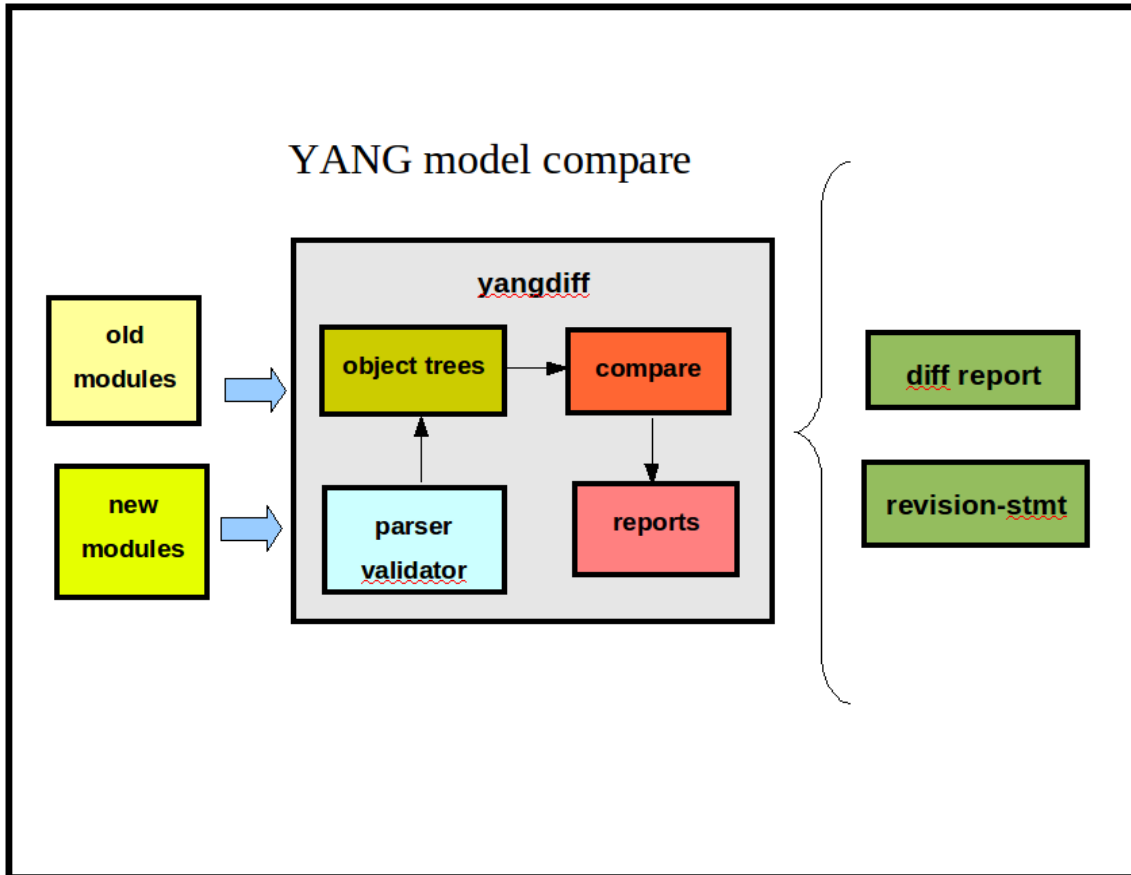 YANG model compare
yangdiff
old
modules
new
modules
object trees
compare
parser
validator
reports
diff report
revision-stmt